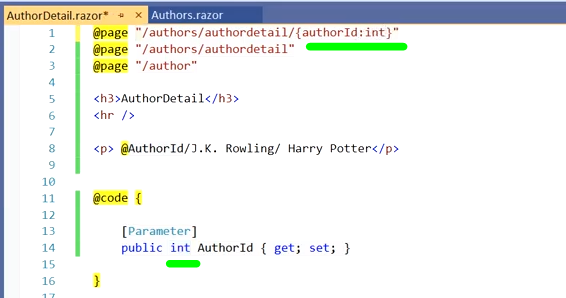 AuthorDetail.razor* Authors.razor
1 @page "/authors/authordetail/{authorId:int}"
2 @page "/authors/authordetail"
3 @page "/author"
4
5 <h3>AuthorDetail</h3>
6 <hr />
7
8 <p> @AuthorId/J.K. Rowling/ Harry Potter</p>
9
10
11 @code {
12
13 [Parameter]
14 public int AuthorId { get; set; }
15
16 }